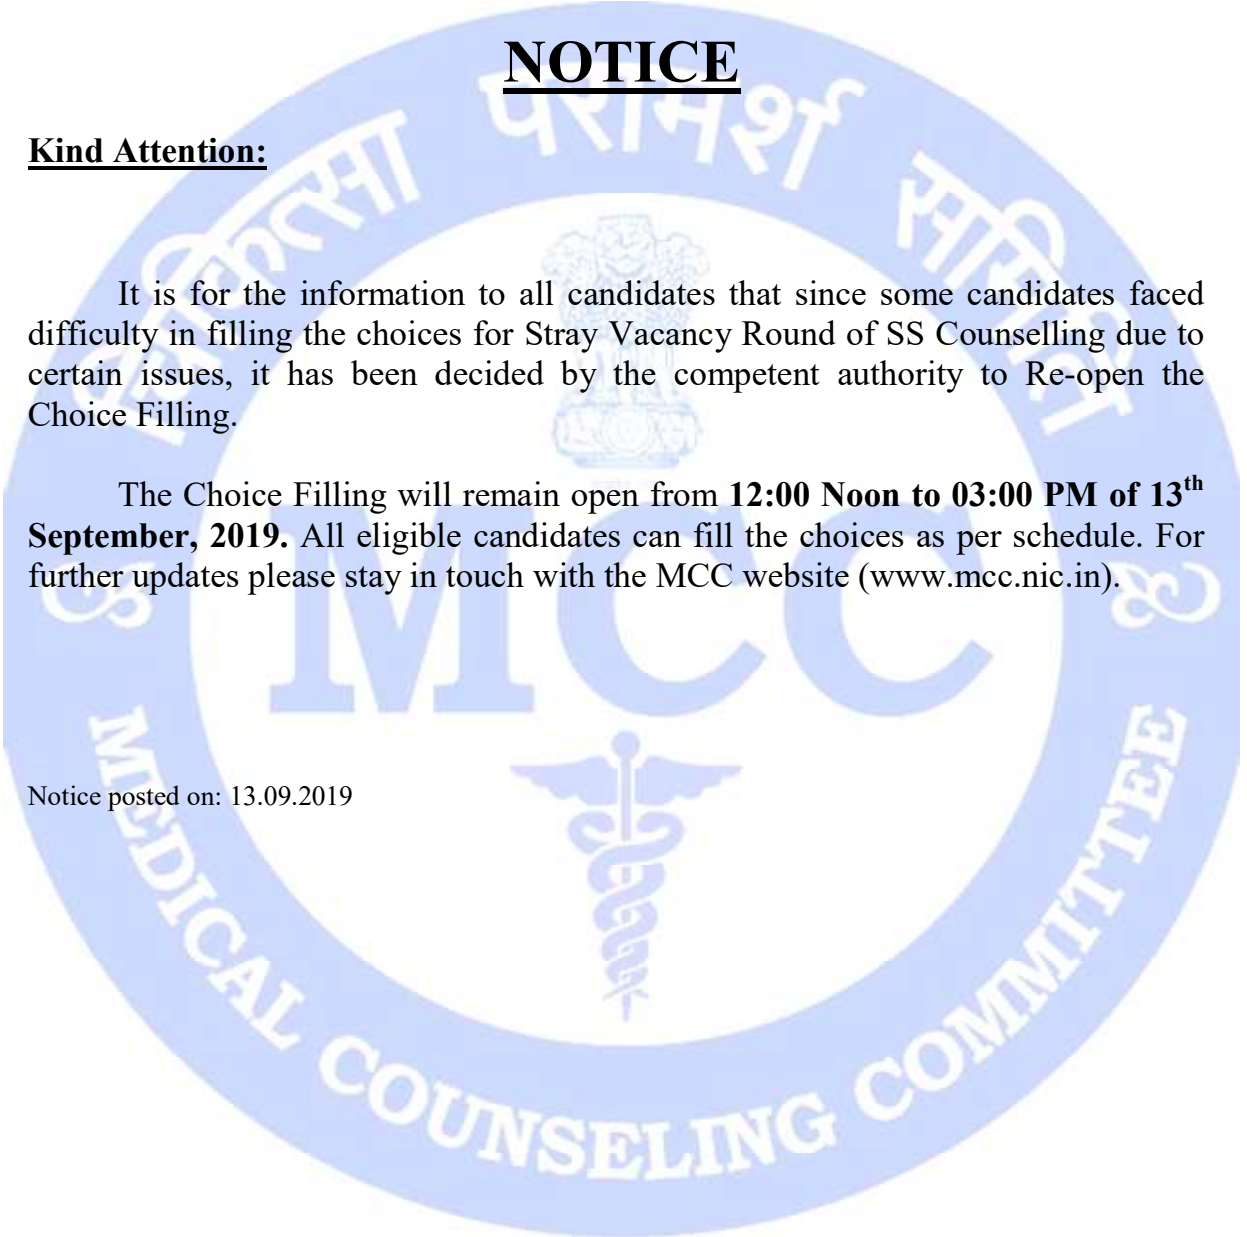 NOTICE
Kind Attention:
It is for the information to all candidates that since some candidates faced
difficulty in filling the choices for Stray Vacancy Round of SS Counselling due to
certain issues, it has been decided by the competent authority to Re-open the
Choice Filling.
The Choice Filling will remain open from 12:00 Noon to 03:00 PM of 13th
September, 2019. All eligible candidates can fill the choices as per schedule. For
further updates please stay in touch with the MCC website (www.mcc.nic.in).
Notice posted on: 13.09.2019
चिकित्सा परामर्श समिति
MCC
MEDICAL COUNSELING COMMITTEE